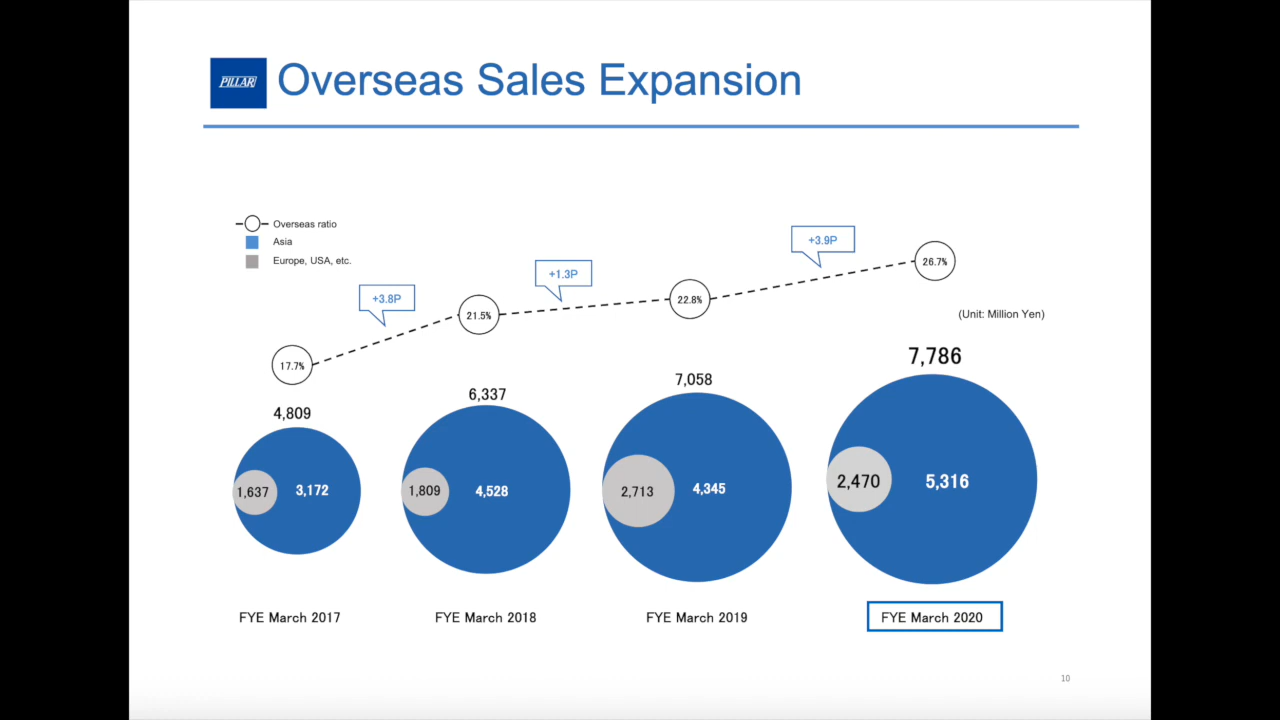 PILLAR
Overseas Sales Expansion
Overseas ratio
Asia
Europe, USA, etc.
+3.8P
+1.3P
+3.9P
17.7%
21.5%
22.8%
26.7%
(Unit: Million Yen)
4,809
6,337
7,058
7,786
1,637
3,172
1,809
4,528
2,713
4,345
2,470
5,316
FYE March 2017
FYE March 2018
FYE March 2019
FYE March 2020
10